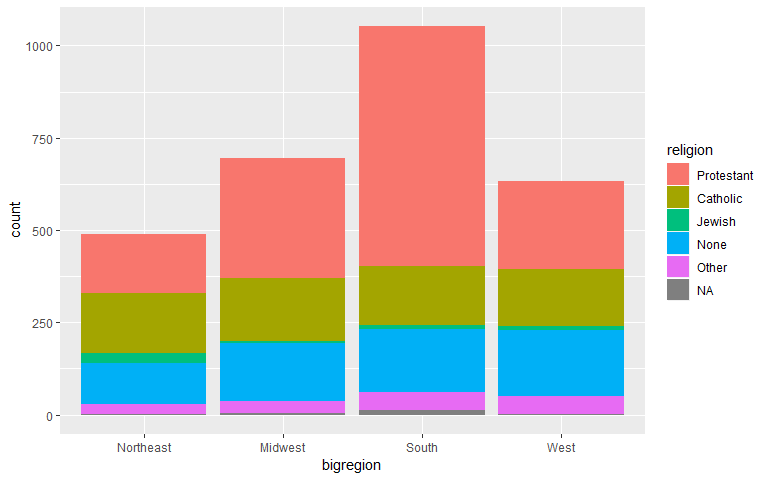 1000
750
500
250
0
count
Northeast
Midwest
South
West
bigregion
religion
Protestant
Catholic
Jewish
None
Other
NA